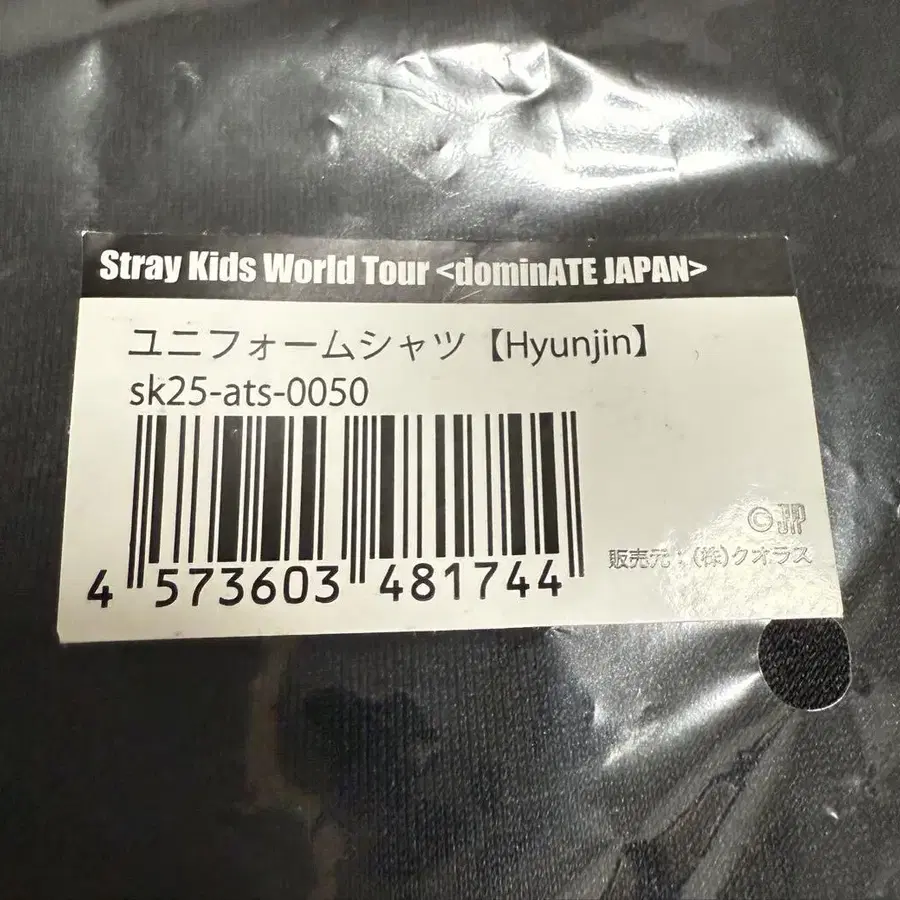 Stray Kids World Tour <dominATE JAPAN>
ユニフォームシャツ【Hyunjin】
sk25-ats-0050
4 573603 481744
©JP
販売元：(株)クオラス